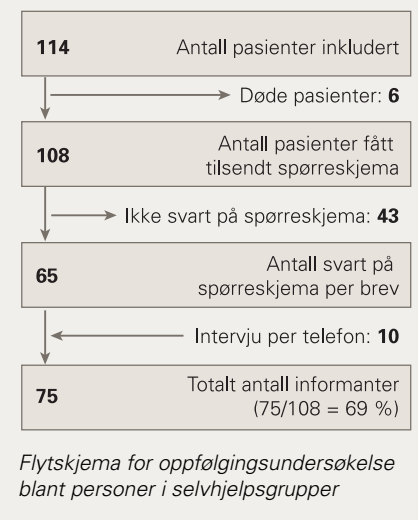 114 Antall pasienter inkludert
Døde pasienter: 6
108 Antall pasienter fått
tilsendt spørreskjema
Ikke svart på spørreskjema: 43
65 Antall svart på
spørreskjema per brev
Intervju per telefon: 10
75 Totalt antall informanter
(75/108 = 69 %)
Flytskjema for oppfølgingsundersøkelse
blant personer i selvhjelpsgrupper